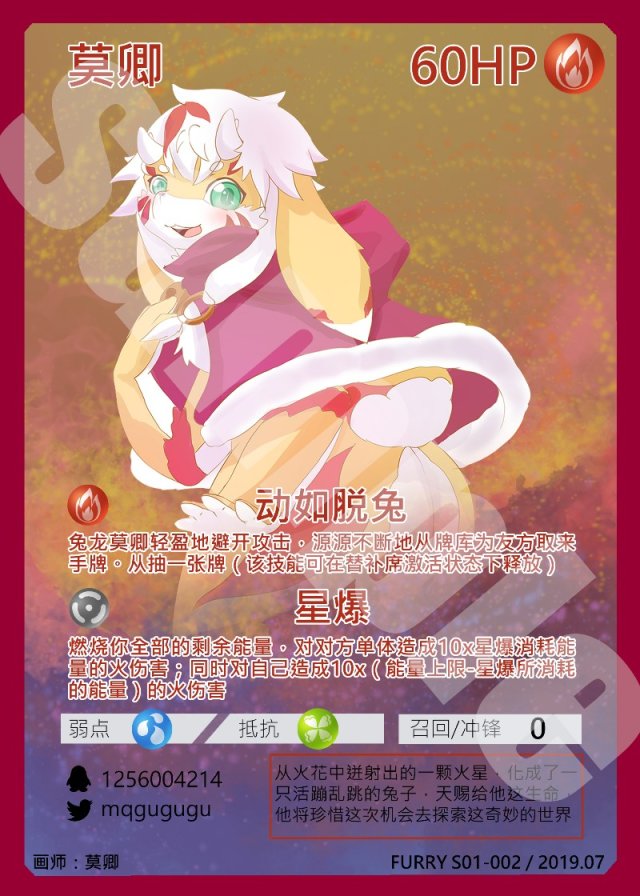 莫卿
60HP
动如脱兔
兔龙莫卿轻盈地避开攻击，源源不断地从牌库为友方取来
手牌。从抽一张牌（该技能可在替补席激活状态下释放）
星爆
燃烧你全部的剩余能量，对对方单体造成10x星爆消耗能
量的火伤害；同时对自己造成10x（能量上限-星爆所消耗
的能量）的火伤害
弱点 抵抗 召回/冲锋 0
1256004214
mqgugugu
从火花中迸射出的一颗火星，化成了一
只活蹦乱跳的兔子，天赐给他这生命，
他将珍惜这次机会去探索这奇妙的世界
画师：莫卿
FURRY S01-002 / 2019.07